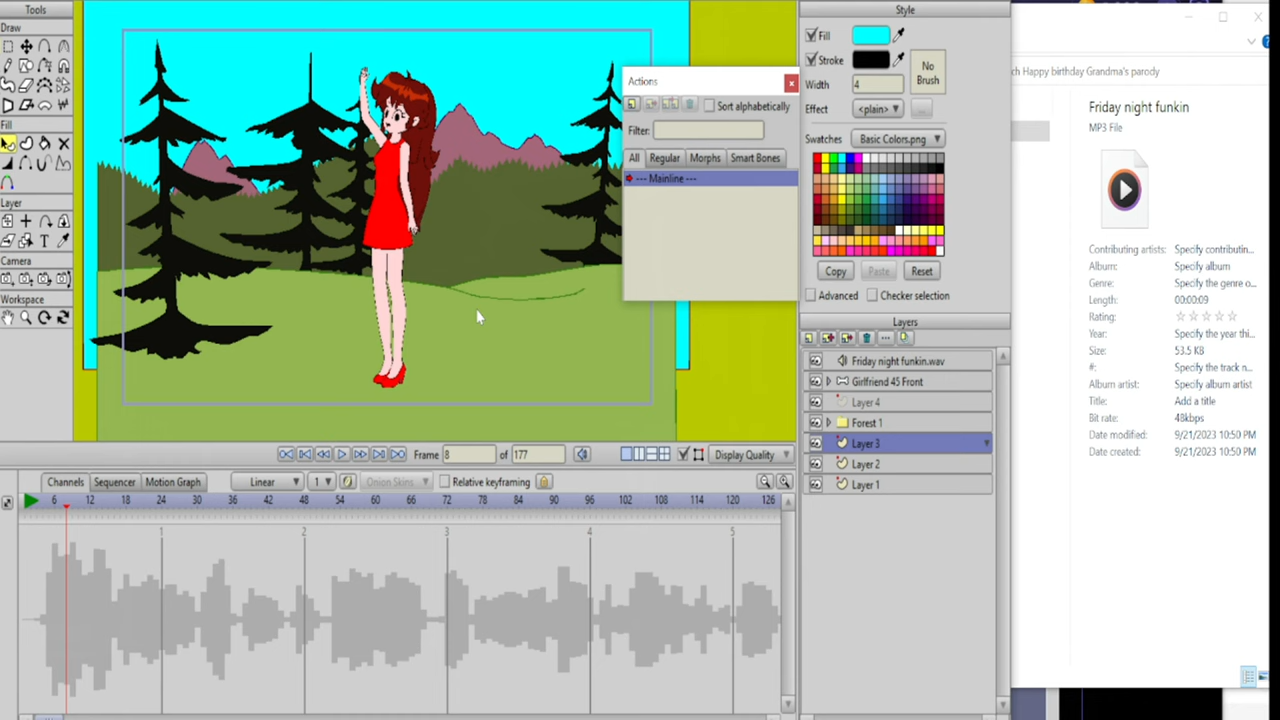 Tools
Draw
Fill
Layer
Camera
Workspace
Actions
Sort alphabetically
Filter:
All Regular Morphs Smart Bones
--- Mainline ---
Style
Fill
Stroke
Width 4
No Brush
Effect <plain>
Swatches Basic Colors.png
Copy Paste Reset
Advanced Checker selection
Layers
Friday night funkin.wav
Girlfriend 45 Front
Layer 4
Forest 1
Layer 3
Layer 2
Layer 1
Frame 8 of 177
Display Quality
Channels Sequencer Motion Graph Linear 1 Onion Skins Relative keyframing
6 12 18 24 30 36 42 48 54 60 66 72 78 84 90 96 102 108 114 120 126
1 2 3 4 5
ch Happy birthday Grandma's parody
Friday night funkin
MP3 File
Contributing artists: Specify contributin...
Album: Specify album
Genre: Specify the genre o...
Length: 00:00:09
Rating:
Year: Specify the year thi...
Size: 53.5 KB
#: Specify the track n...
Album artist: Specify album artist
Title: Add a title
Bit rate: 48kbps
Date modified: 9/21/2023 10:50 PM
Date created: 9/21/2023 10:50 PM